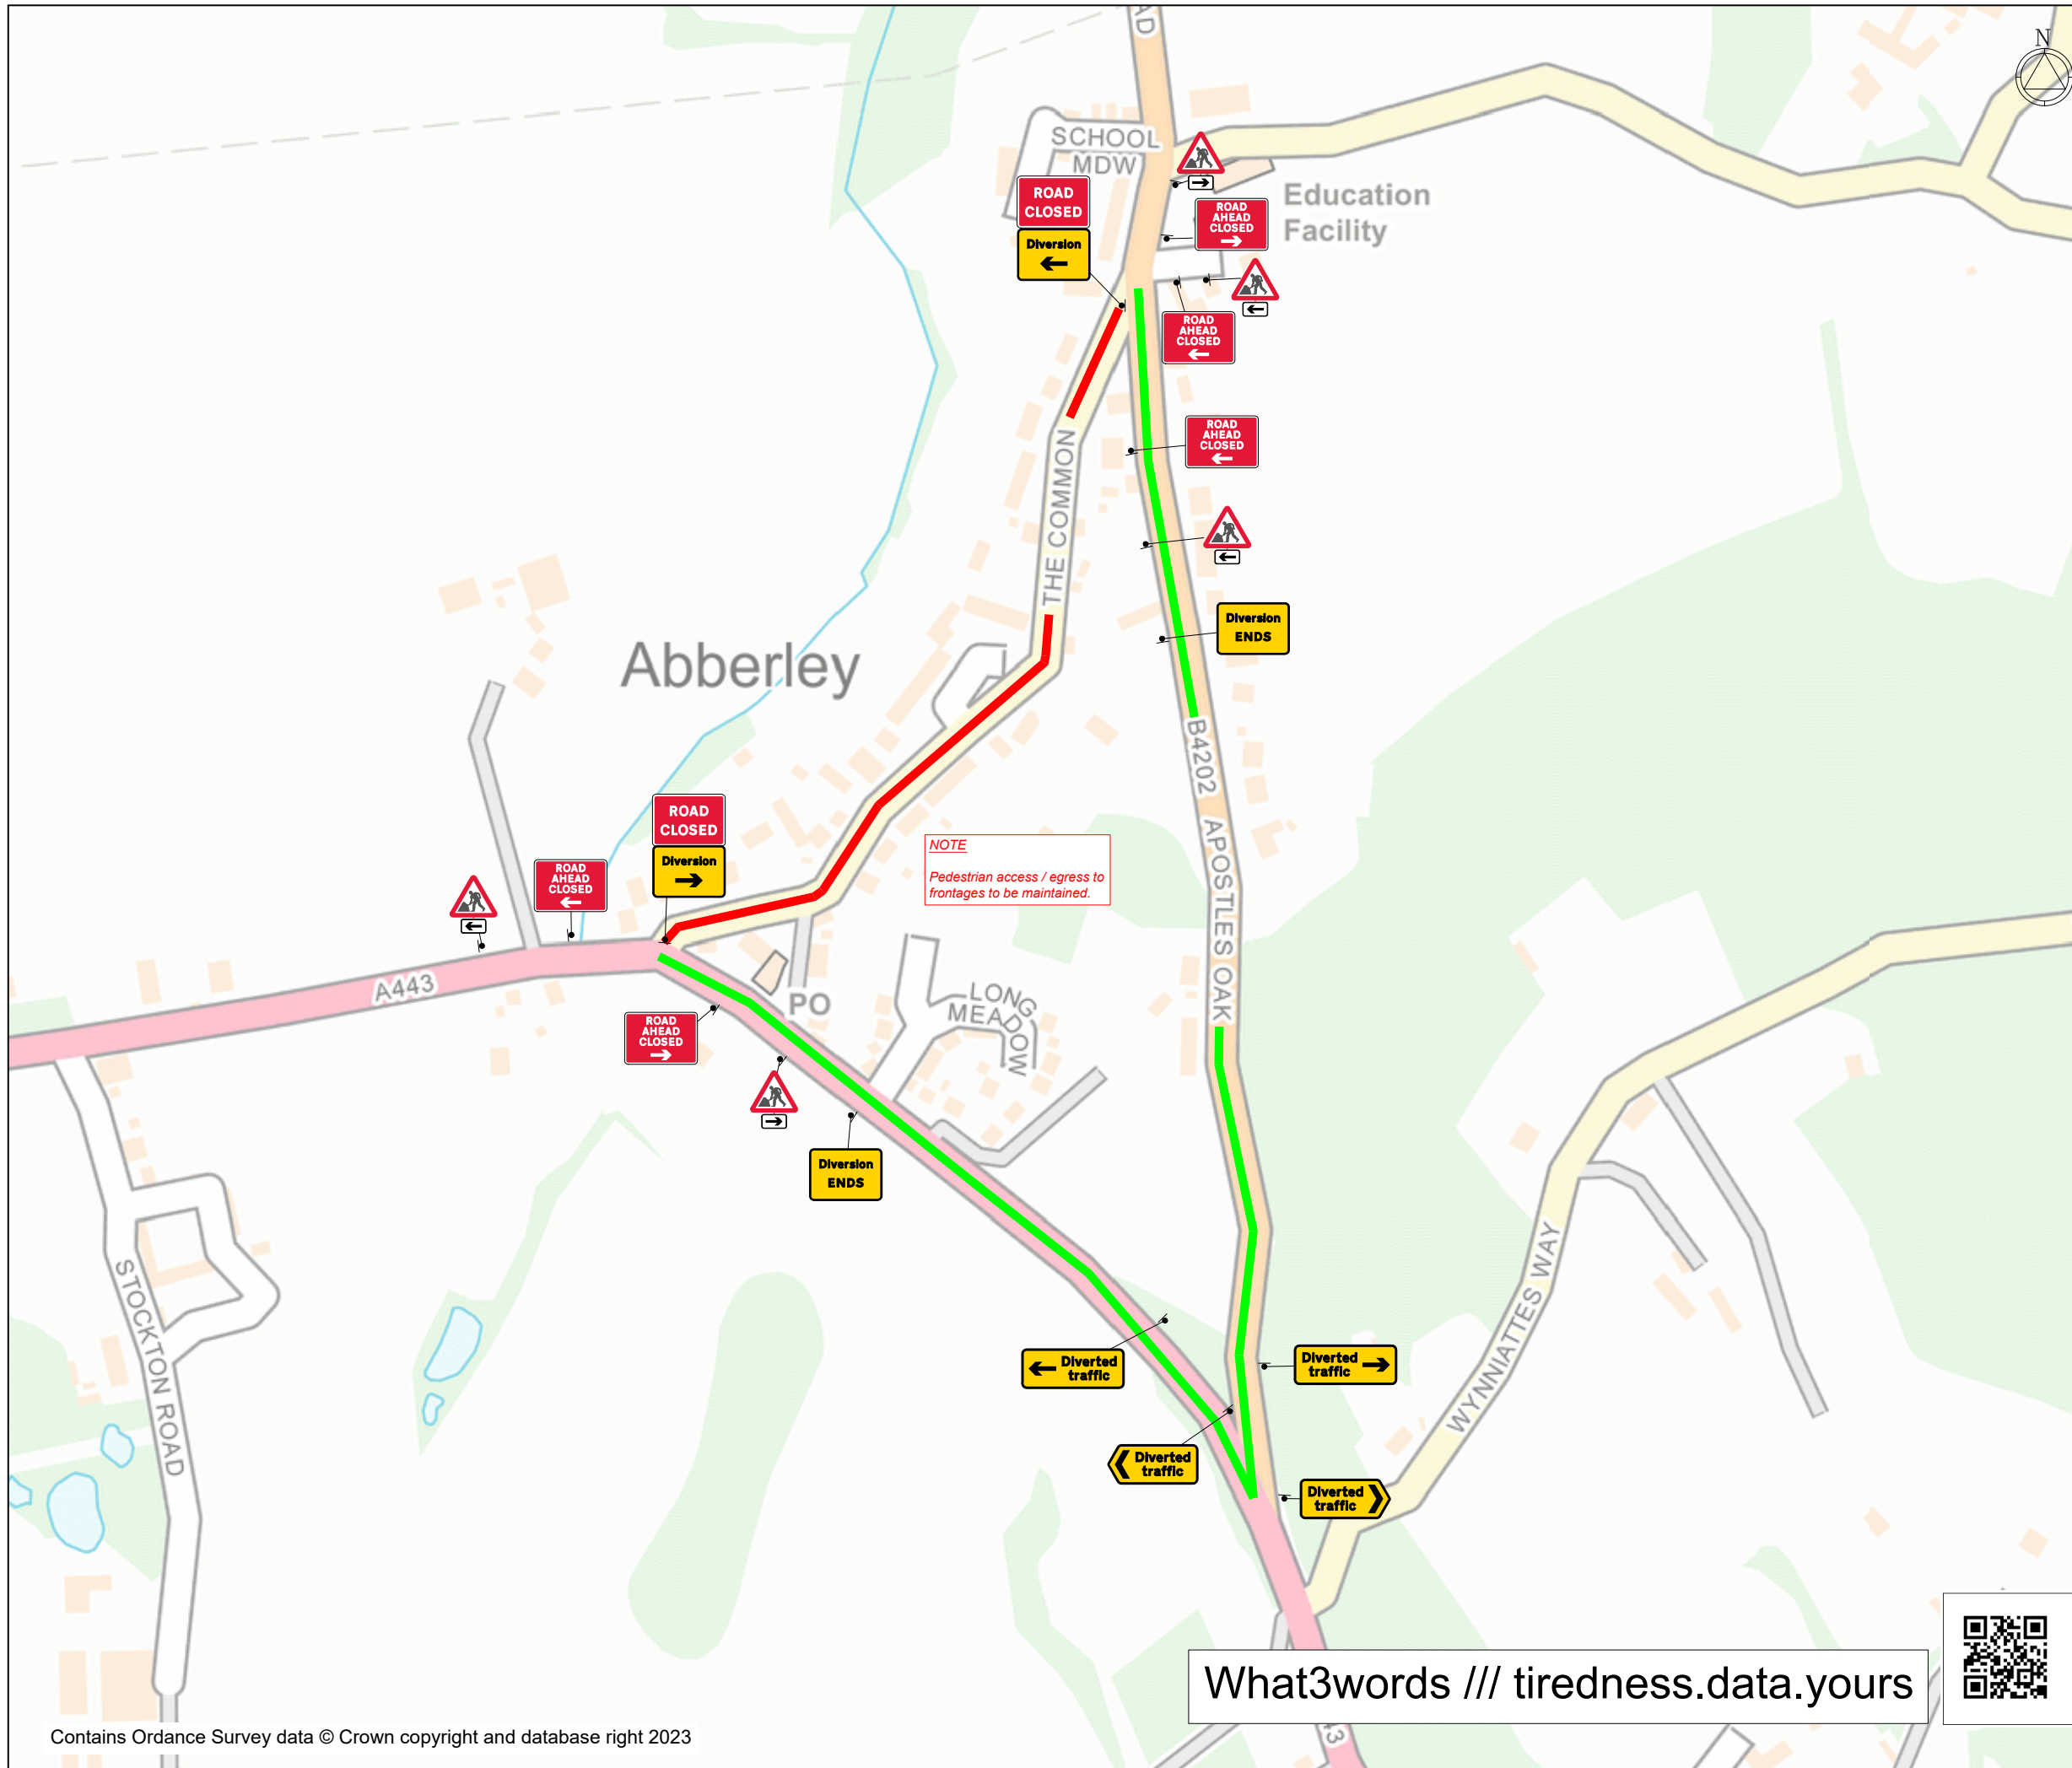 AD
N
SCHOOL
MDW
Education
Facility
ROAD
CLOSED
Diversion
ROAD
AHEAD
CLOSED
ROAD
AHEAD
CLOSED
ROAD
AHEAD
CLOSED
THE COMMON
Diversion
ENDS
Abberley
B4202
APOSTLES OAK
ROAD
CLOSED
Diversion
ROAD
AHEAD
CLOSED
NOTE
Pedestrian access / egress to
frontages to be maintained.
A443
PO
LONG
MEADOW
ROAD
AHEAD
CLOSED
Diversion
ENDS
STOCKTON ROAD
WYNNIATTES WAY
Diverted
traffic
Diverted
traffic
Diverted
traffic
Diverted
traffic
What3words /// tiredness.data.yours
43
Contains Ordance Survey data © Crown copyright and database right 2023